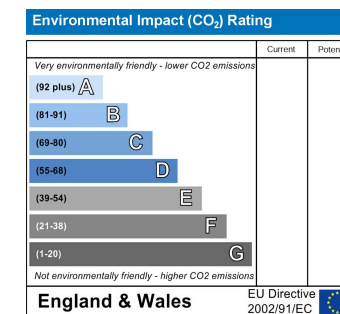 Environmental Impact (CO₂) Rating
Current
Very environmentally friendly - lower CO2 emissions
(92 plus) A
(81-91) B
(69-80) C
(55-68) D
(39-54) E
(21-38) F
(1-20) G
Not environmentally friendly - higher CO2 emissions
England & Wales
EU Directive
2002/91/EC